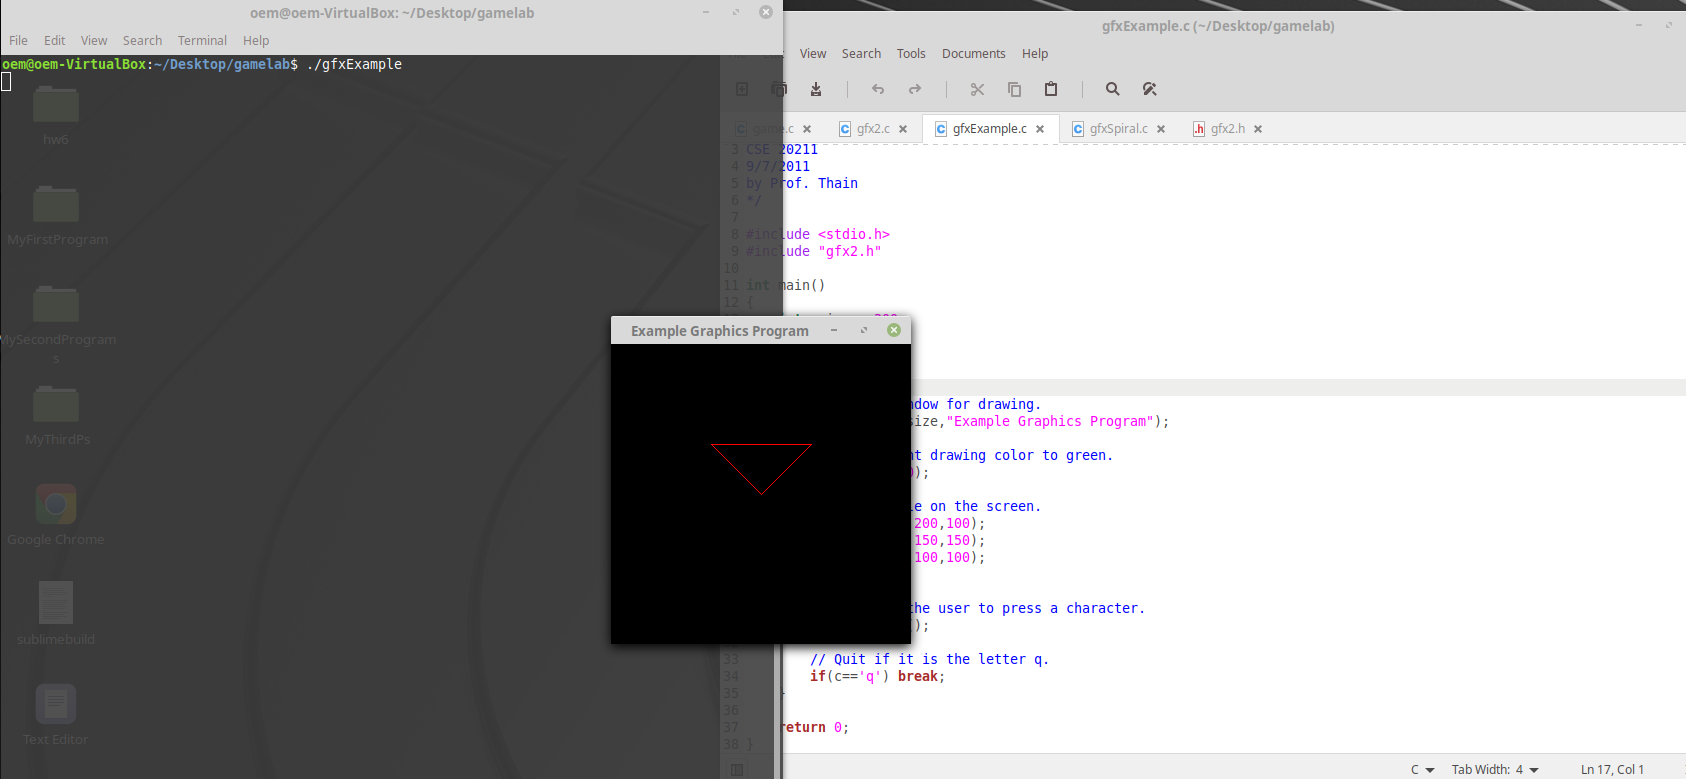 oem@oem-VirtualBox: ~/Desktop/gamelab
File Edit View Search Terminal Help
oem@oem-VirtualBox:~/Desktop/gamelab$ ./gfxExample
hw6
MyFirstProgram
MySecondProgram
s
MyThirdPs
Google Chrome
sublimebuild
Text Editor
gfxExample.c (~/Desktop/gamelab)
View Search Tools Documents Help
game.c gfx2.c gfxExample.c gfxSpiral.c .h gfx2.h
3 CSE 20211
4 9/7/2011
5 by Prof. Thain
6 */
7
8 #include <stdio.h>
9 #include "gfx2.h"
10
11 int main()
12 {
Example Graphics Program
ndow for drawing.
size,"Example Graphics Program");
nt drawing color to green.
);
le on the screen.
200,100);
150,150);
100,100);
the user to press a character.
();
33 // Quit if it is the letter q.
34 if(c=='q') break;
35 }
36
37 return 0;
38 }
C Tab Width: 4 Ln 17, Col 1